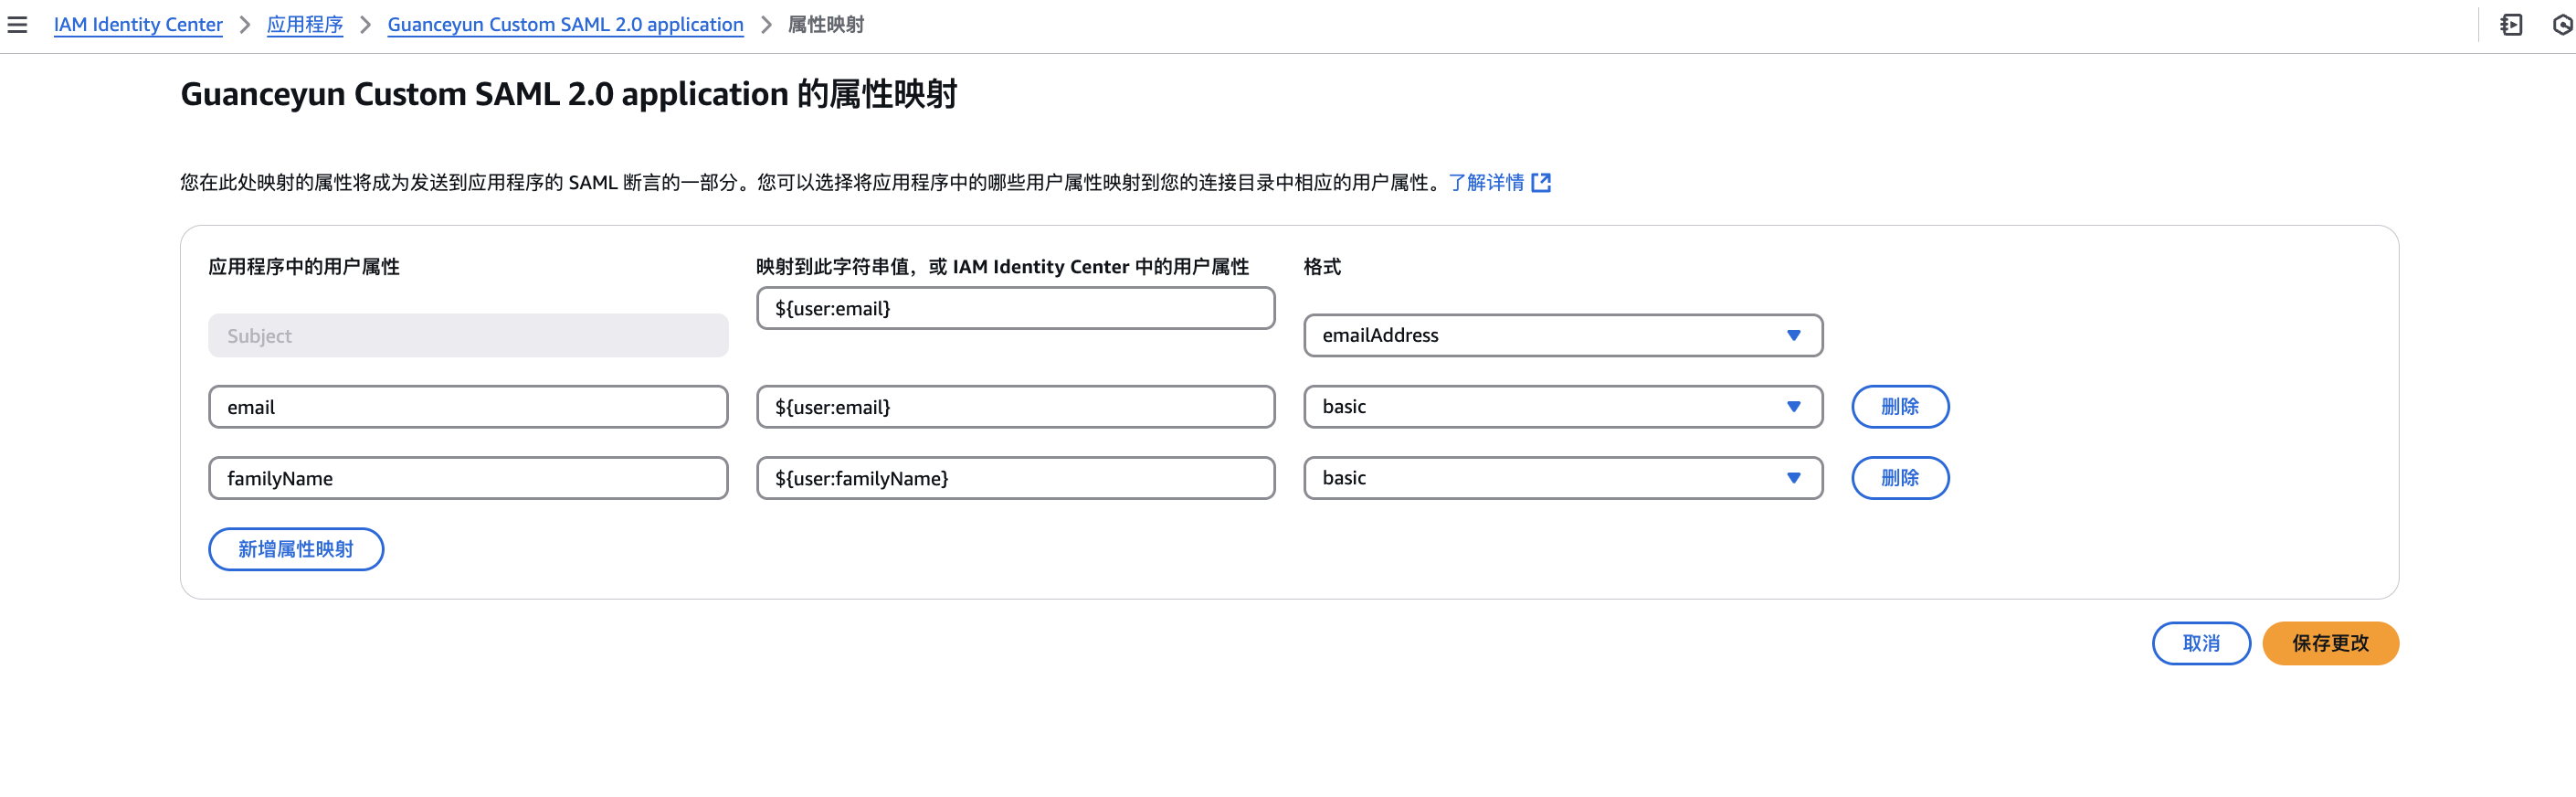 IAM Identity Center > 应用程序 > Guanceyun Custom SAML 2.0 application > 属性映射
Guanceyun Custom SAML 2.0 application 的属性映射
您在此处映射的属性将成为发送到应用程序的 SAML 断言的一部分。您可以选择将应用程序中的哪些用户属性映射到您的连接目录中相应的用户属性。了解详情
应用程序中的用户属性 映射到此字符串值，或 IAM Identity Center 中的用户属性 格式
Subject ${user:email} emailAddress
email ${user:email} basic 删除
familyName ${user:familyName} basic 删除
新增属性映射
取消 保存更改